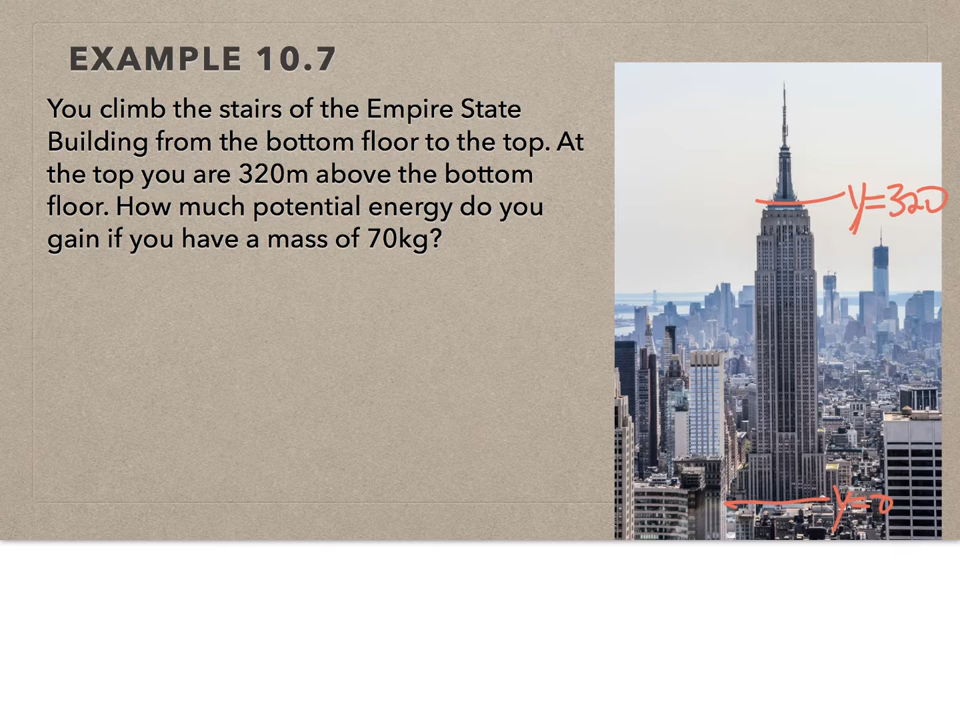 EXAMPLE 10.7
You climb the stairs of the Empire State
Building from the bottom floor to the top. At
the top you are 320m above the bottom
floor. How much potential energy do you
gain if you have a mass of 70kg?
y=320
y=0